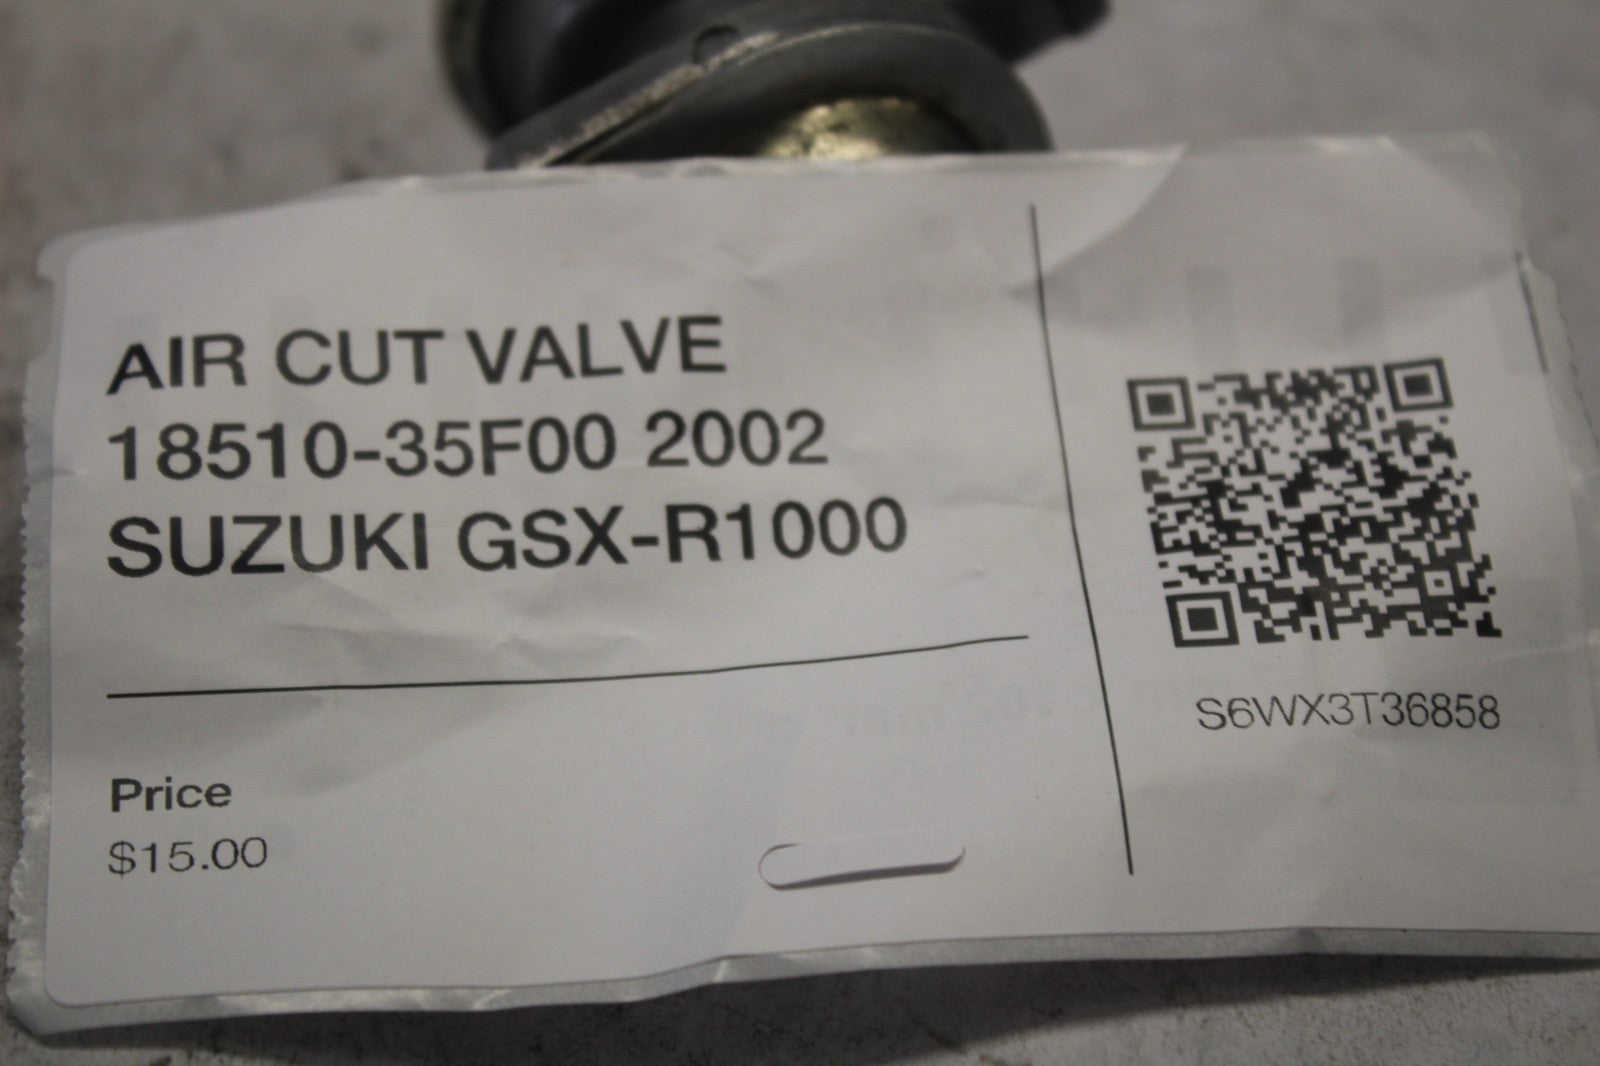 AIR CUT VALVE
18510-35F00 2002
SUZUKI GSX-R1000
Price
$15.00
S6WX3T36858